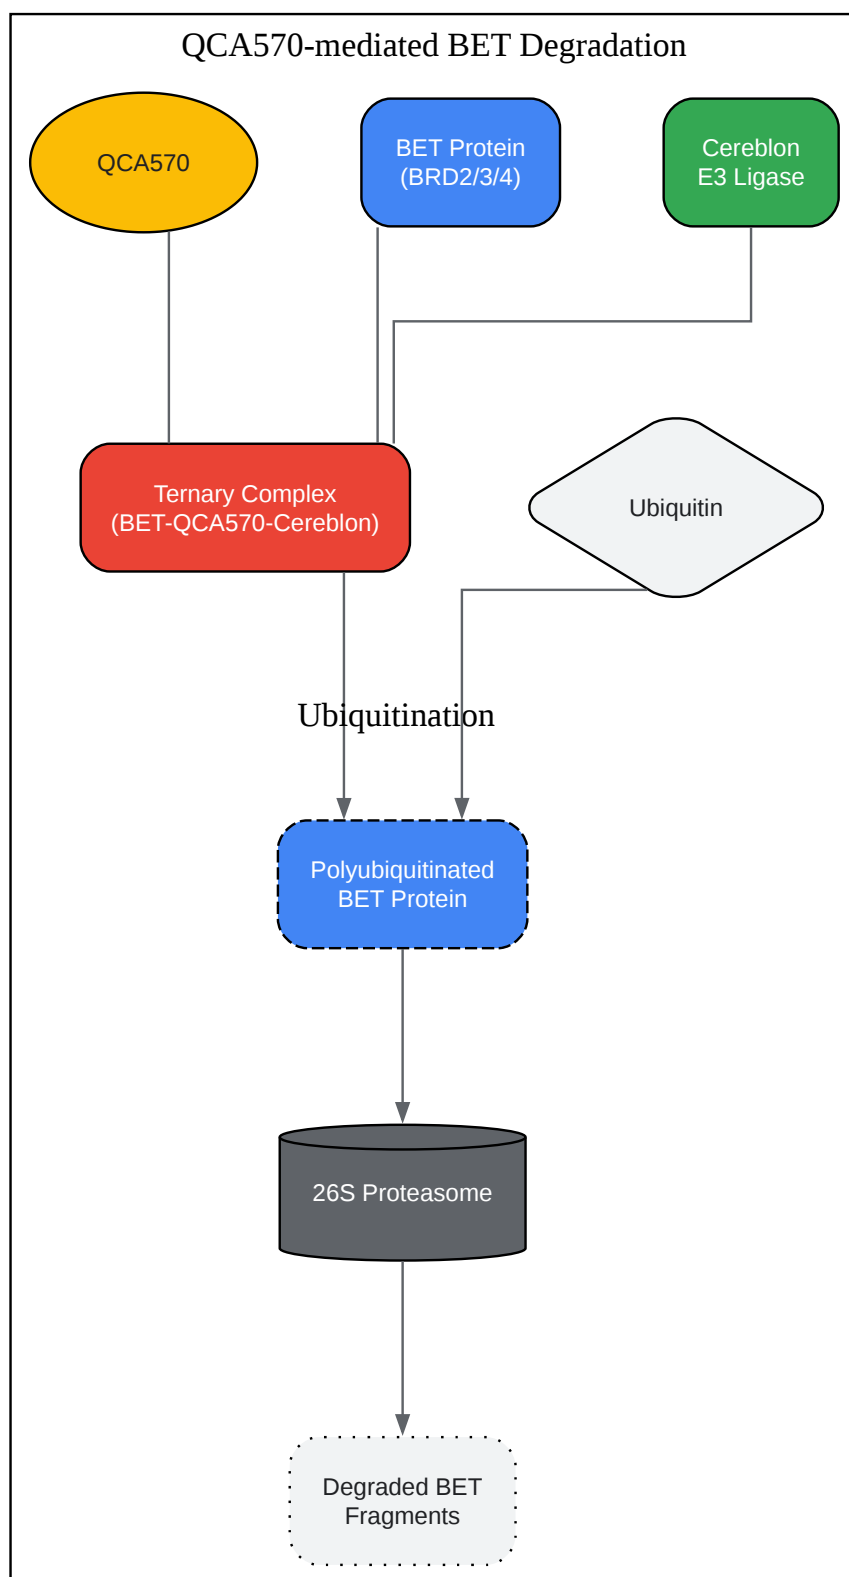 QCA570-mediated BET Degradation
QCA570
BET Protein
(BRD2/3/4)
Cereblon
E3 Ligase
Ternary Complex
(BET-QCA570-Cereblon)
Ubiquitin
Ubiquitination
Polyubiquitinated
BET Protein
26S Proteasome
Degraded BET
Fragments